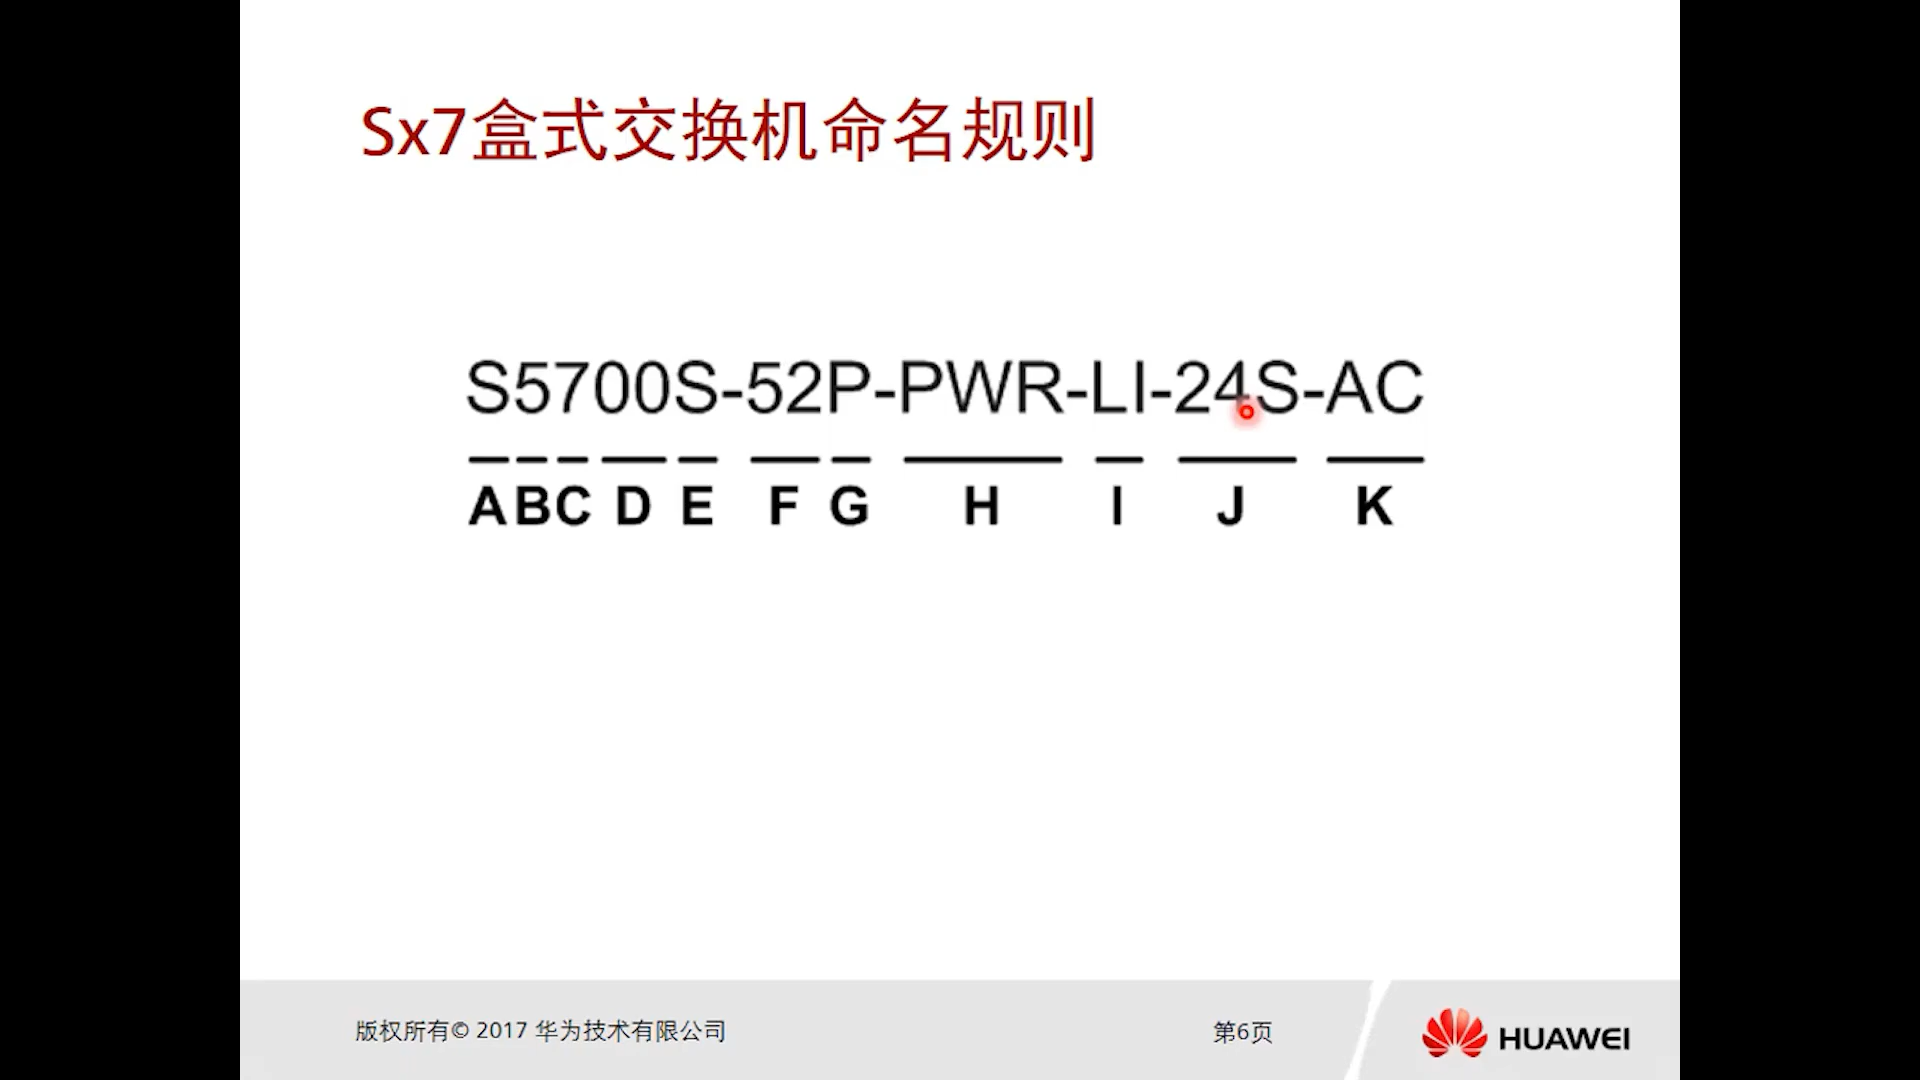 Sx7盒式交换机命名规则
S5700S-52P-PWR-LI-24S-AC
A B C D E F G H I J K
版权所有© 2017 华为技术有限公司
第6页
HUAWEI